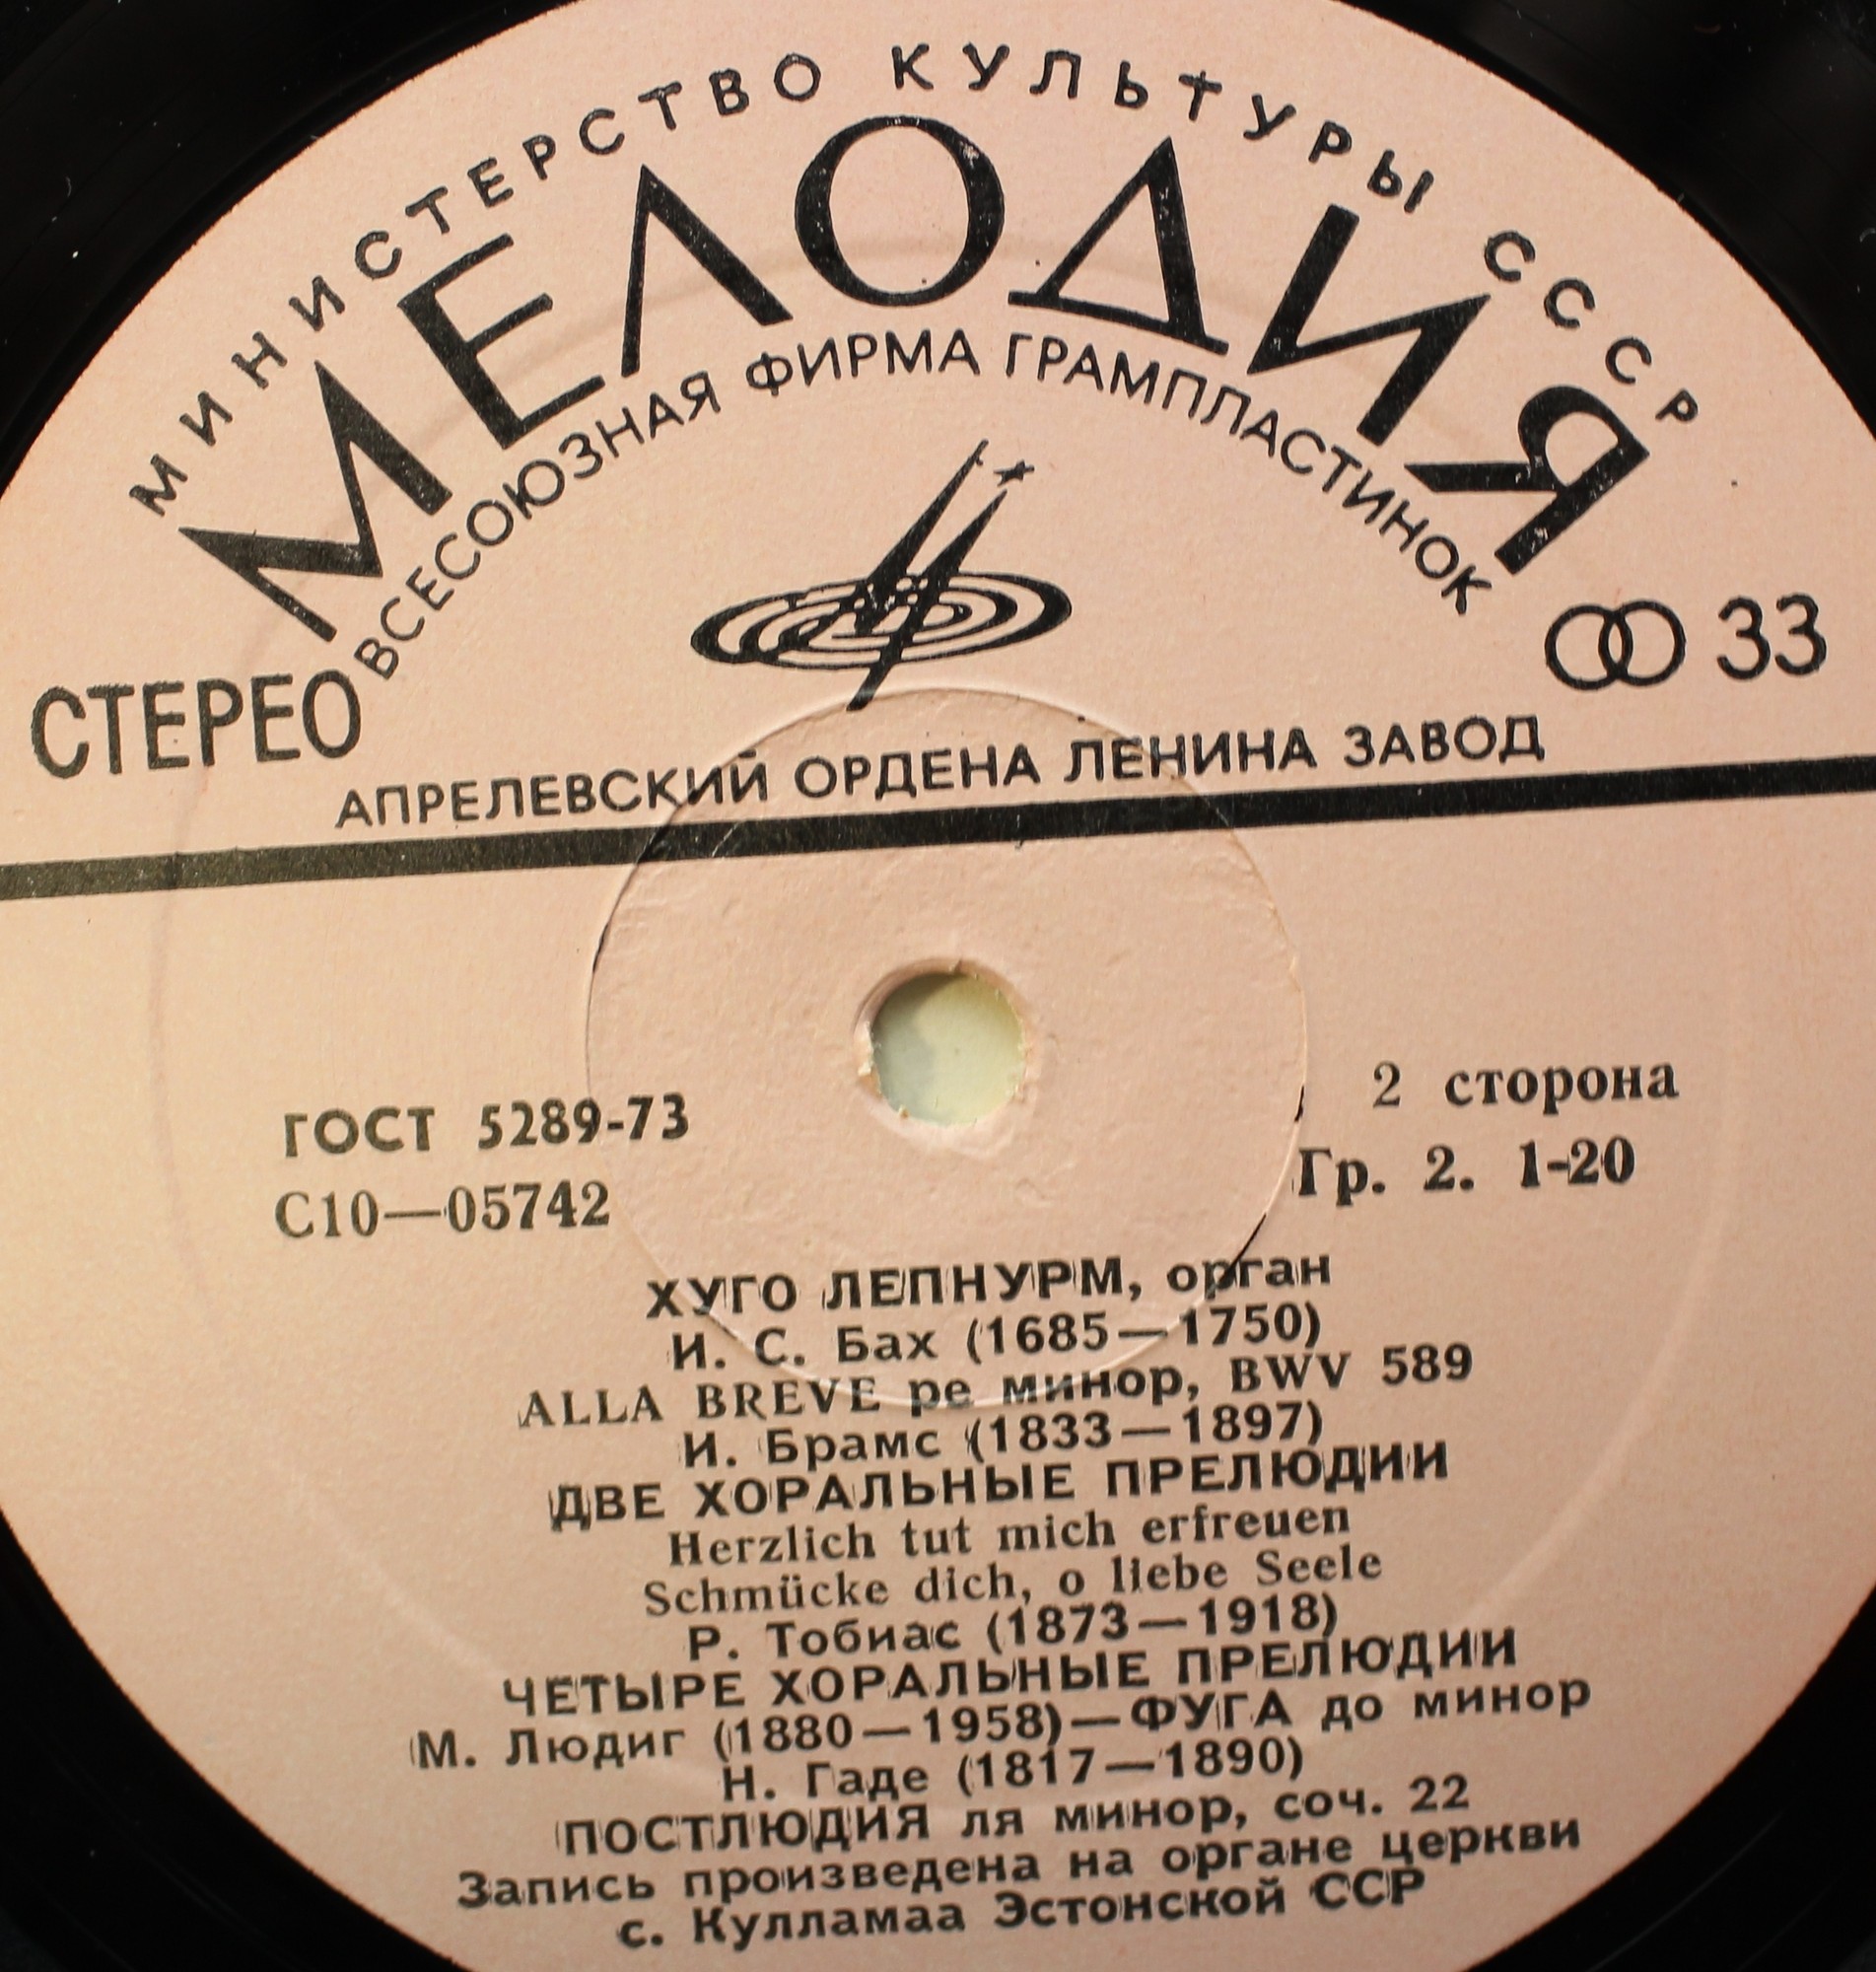 МИНИСТЕРСТВО КУЛЬТУРЫ СССР
МЕЛОДИЯ
ВСЕСОЮЗНАЯ ФИРМА ГРАМПЛАСТИНОК
СТЕРЕО
33
АПРЕЛЕВСКИЙ ОРДЕНА ЛЕНИНА ЗАВОД
ГОСТ 5289-73
2 сторона
С10—05742
Гр. 2. 1-20
ХУГО ЛЕПНУРМ, орган
И. С. Бах (1685—1750)
ALLA BREVE ре минор, BWV 589
И. Брамс (1833—1897)
ДВЕ ХОРАЛЬНЫЕ ПРЕЛЮДИИ
Herzlich tut mich erfreuen
Schmücke dich, o liebe Seele
Р. Тобиас (1873—1918)
ЧЕТЫРЕ ХОРАЛЬНЫЕ ПРЕЛЮДИИ
М. Людиг (1880—1958)—ФУГА до минор
Н. Гаде (1817—1890)
ПОСТЛЮДИЯ ля минор, соч. 22
Запись произведена на органе церкви
с. Кулламаа Эстонской ССР